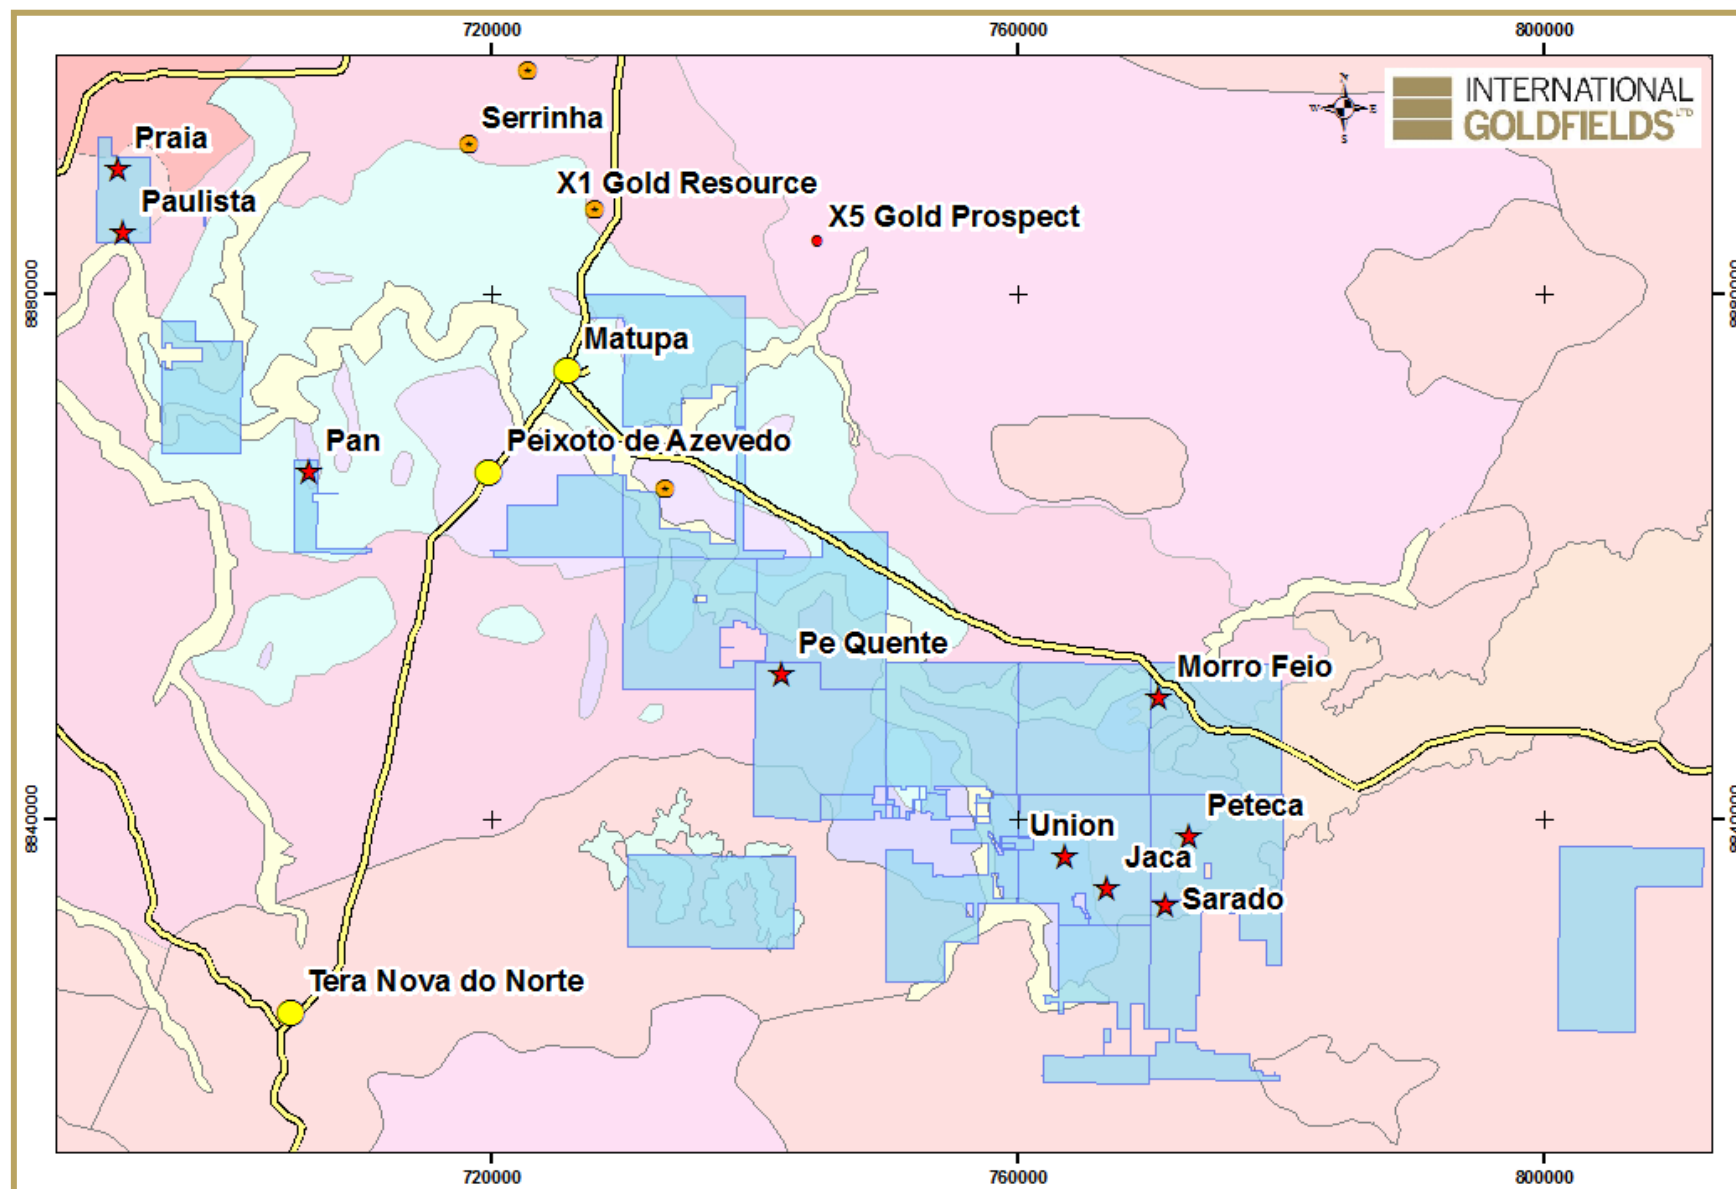 720000 760000 800000
N
W E
S
INTERNATIONAL
GOLDFIELDS LTD
Serrinha
Praia
X1 Gold Resource
Paulista
X5 Gold Prospect
8880000 8880000
Matupa
Pan
Peixoto de Azevedo
Pe Quente
Morro Feio
Peteca
Union
8840000 8840000
Jaca
Sarado
Tera Nova do Norte
720000 760000 800000